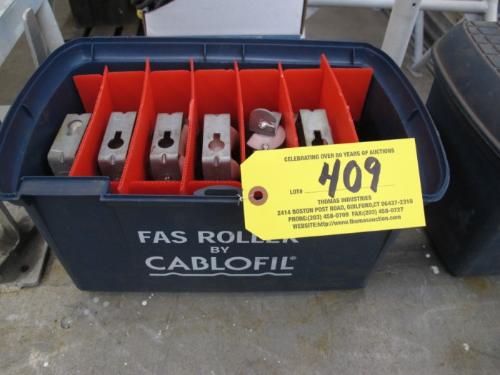 CELEBRATING OVER 80 YEARS OF AUCTIONS
LOT# 409
THOMAS INDUSTRIES
2414 BOSTON POST ROAD, GUILFORD, CT 06437-2316
PHONE:(203) 458-0709 FAX:(203) 458-0727
WEBSITE:http://www.thomasauction.com
FAS ROLLER
BY
CABLOFIL®